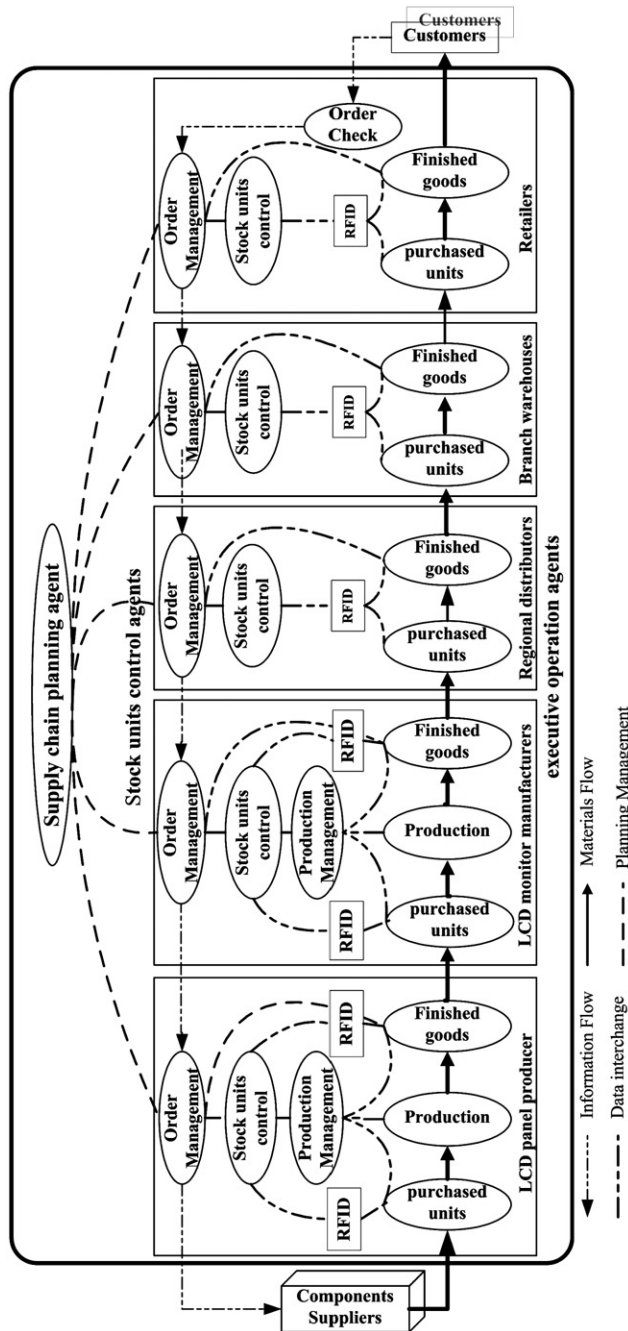 Supply chain planning agent
Stock units control agents
Components
Suppliers
Order
Management
Stock units
control
Production
Management
RFID
RFID
purchased
units
Production
Finished
goods
LCD panel producer
Order
Management
Stock units
control
Production
Management
RFID
RFID
purchased
units
Production
Finished
goods
LCD monitor manufacturers
Order
Management
Stock units
control
RFID
purchased
units
Finished
goods
Regional distributors
Order
Management
Stock units
control
RFID
purchased
units
Finished
goods
Branch warehouses
Order
Management
Stock units
control
Order
Check
RFID
purchased
units
Finished
goods
Retailers
Customers
Customers
executive operation agents
Information Flow
Materials Flow
Data interchange
Planning Management